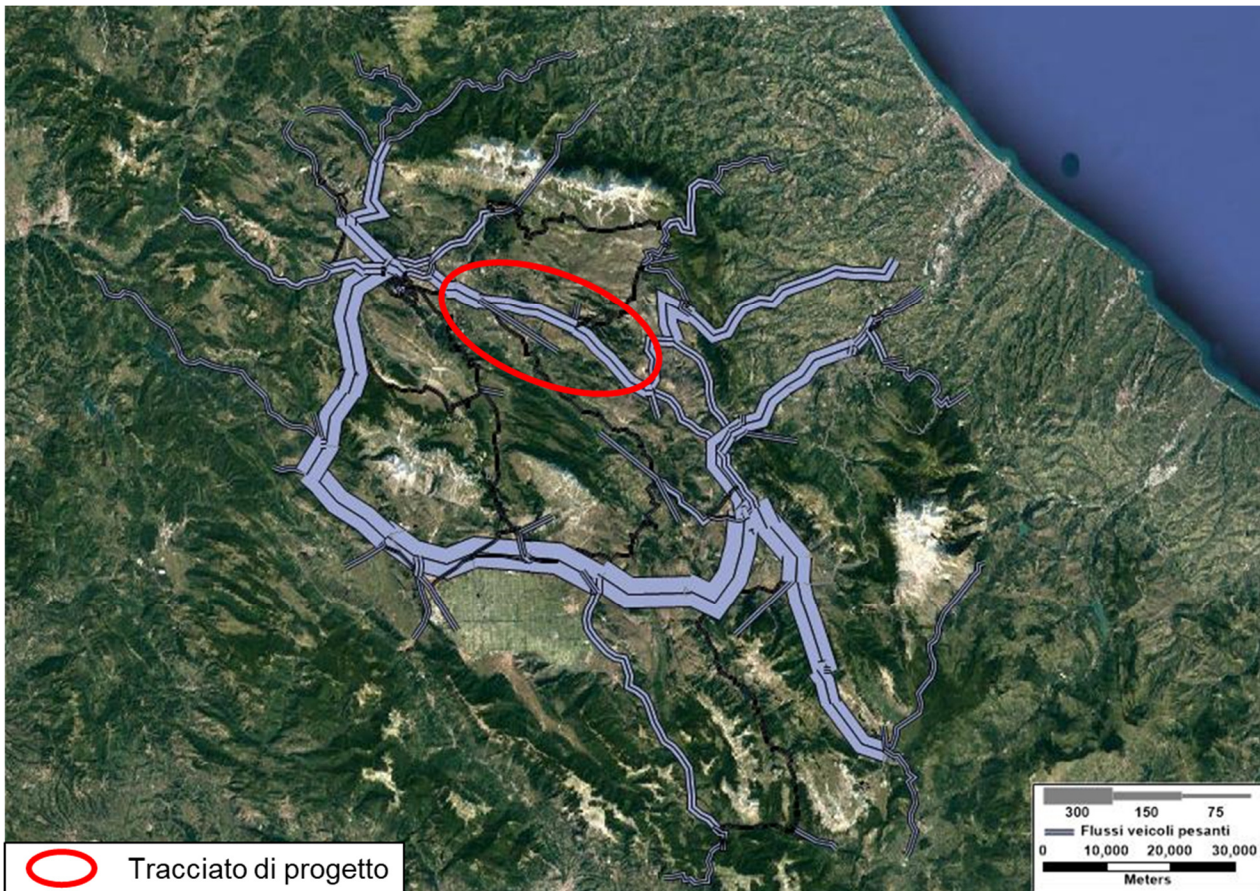 300 150 75
Flussi veicoli pesanti
0 10,000 20,000 30,000
Meters
Tracciato di progetto